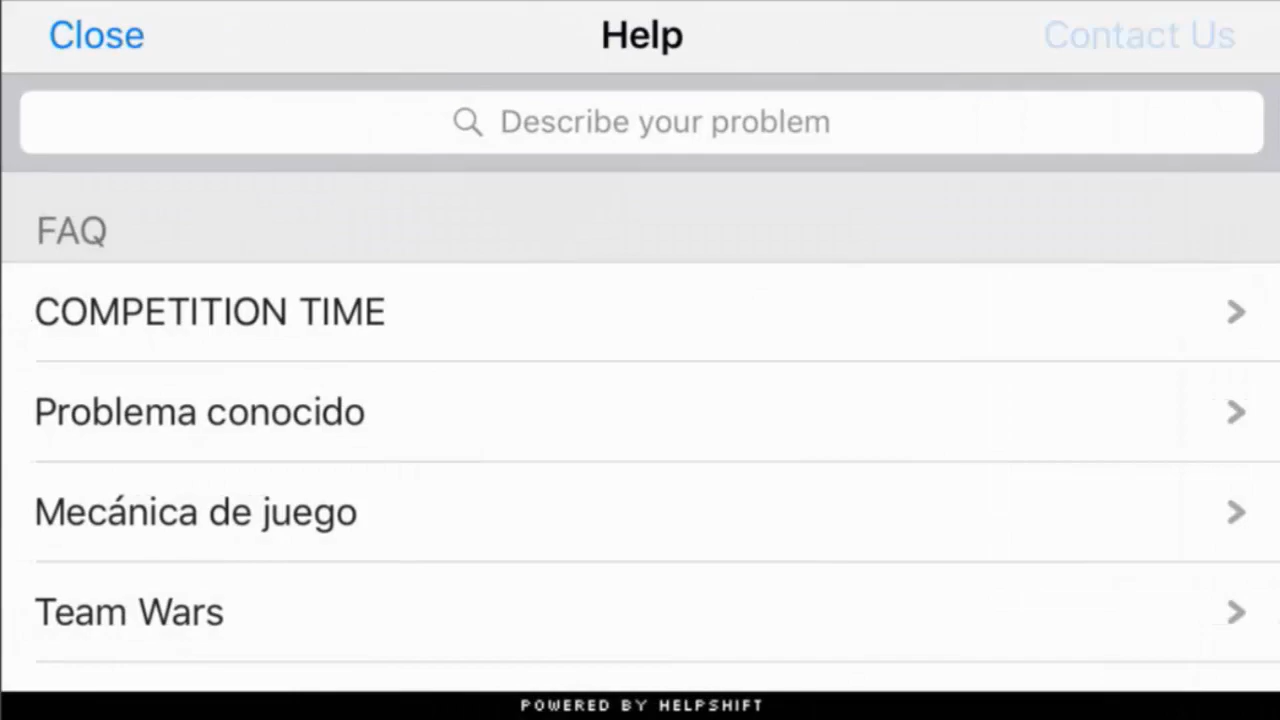 Close Help Contact Us
Describe your problem
FAQ
COMPETITION TIME
Problema conocido
Mecánica de juego
Team Wars
POWERED BY HELPSHIFT